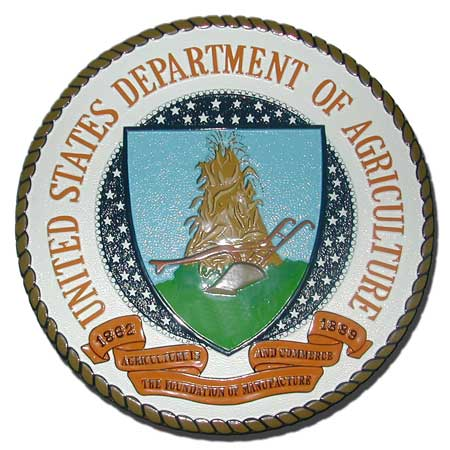 UNITED STATES DEPARTMENT OF AGRICULTURE
1862 1889
AGRICULTURE IS AND COMMERCE
THE FOUNDATION OF MANUFACTURE